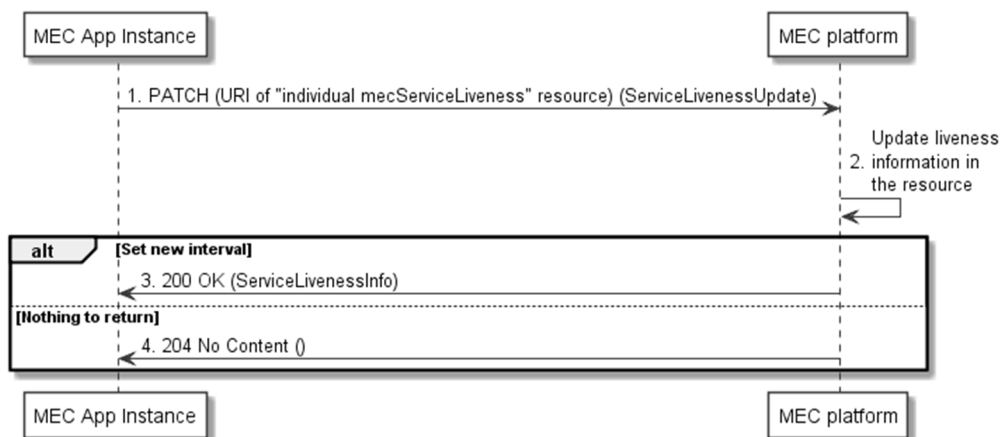 MEC App Instance
MEC platform
1. PATCH (URI of "individual mecServiceLiveness" resource) (ServiceLivenessUpdate)
Update liveness
2. information in
the resource
alt [Set new interval]
3. 200 OK (ServiceLivenessInfo)
[Nothing to return]
4. 204 No Content ()
MEC App Instance
MEC platform